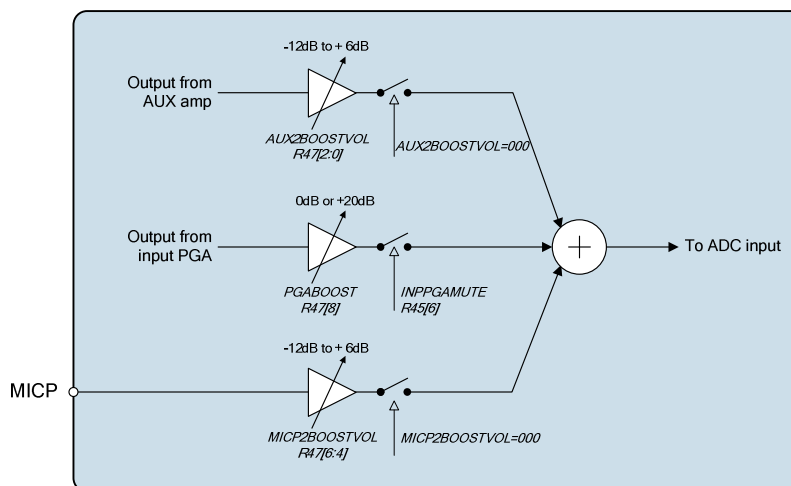 -12dB to + 6dB
Output from
AUX amp
AUX2BOOSTVOL
R47[2:0]
AUX2BOOSTVOL=000
0dB or +20dB
Output from
input PGA
+
To ADC input
PGABOOST
R47[8]
INPPGAMUTE
R45[6]
-12dB to + 6dB
MICP
MICP2BOOSTVOL
R47[6:4]
MICP2BOOSTVOL=000